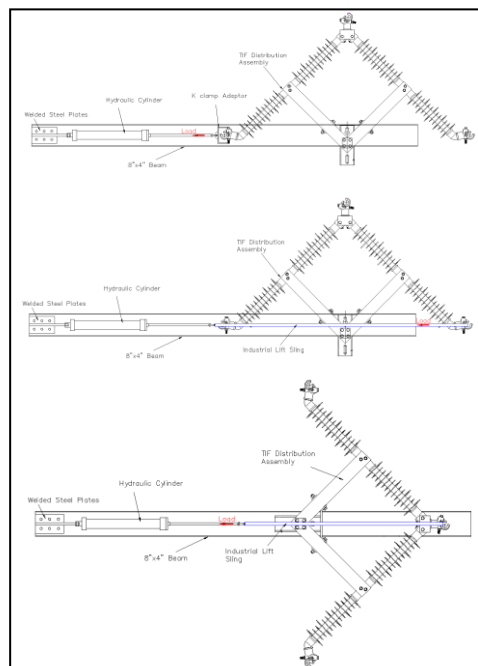 TIF Distribution
Assembly
Hydraulic Cylinder
K clamp Adaptor
Welded Steel Plates
Load
8"x4" Beam
TIF Distribution
Assembly
Hydraulic Cylinder
Welded Steel Plates
Load
8"x4" Beam
Industrial Lift Sling
TIF Distribution
Assembly
Hydraulic Cylinder
Welded Steel Plates
Load
8"x4" Beam
Industrial Lift
Sling